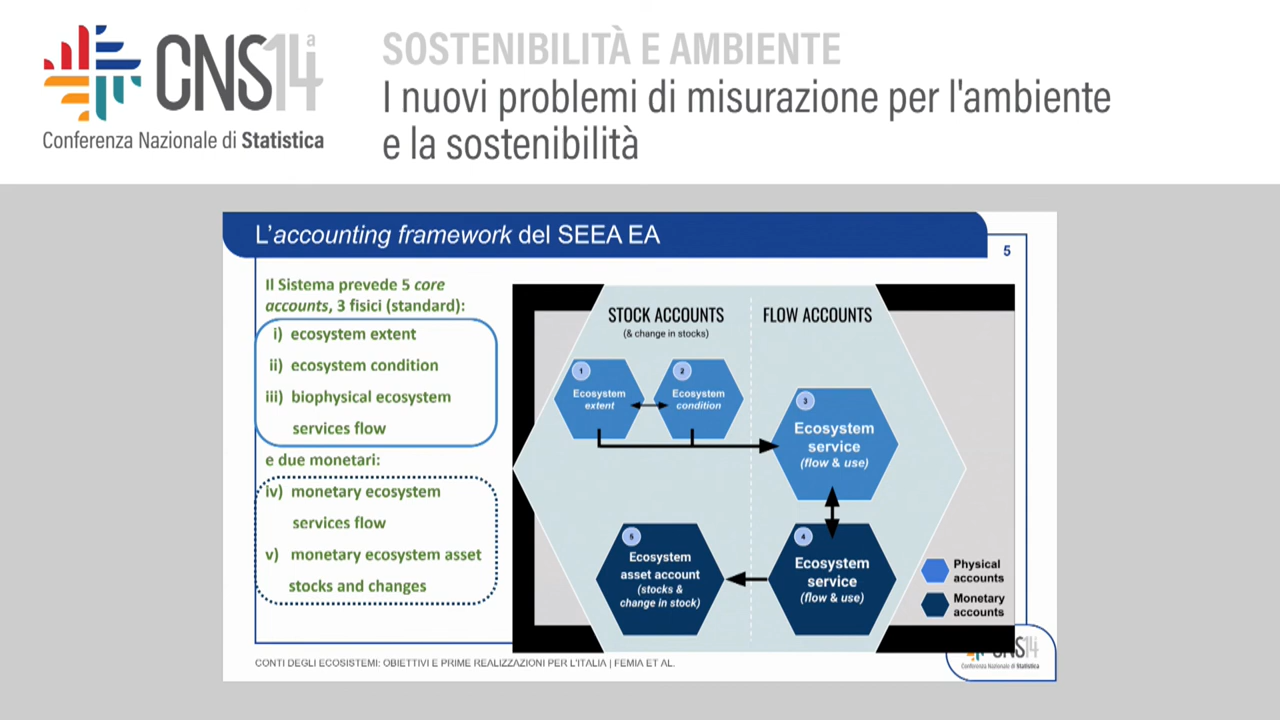 CNS14a
Conferenza Nazionale di Statistica
SOSTENIBILITÀ E AMBIENTE
I nuovi problemi di misurazione per l'ambiente
e la sostenibilità
L'accounting framework del SEEA EA
5
Il Sistema prevede 5 core
accounts, 3 fisici (standard):
i) ecosystem extent
ii) ecosystem condition
iii) biophysical ecosystem
services flow
e due monetari:
iv) monetary ecosystem
services flow
v) monetary ecosystem asset
stocks and changes
STOCK ACCOUNTS
(& change in stocks)
FLOW ACCOUNTS
1
Ecosystem
extent
2
Ecosystem
condition
3
Ecosystem
service
(flow & use)
5
Ecosystem
asset account
(stocks &
change in stock)
4
Ecosystem
service
(flow & use)
Physical
accounts
Monetary
accounts
CONTI DEGLI ECOSISTEMI: OBIETTIVI E PRIME REALIZZAZIONI PER L'ITALIA | FEMIA ET AL.
CNS14
Conferenza Nazionale di Statistica